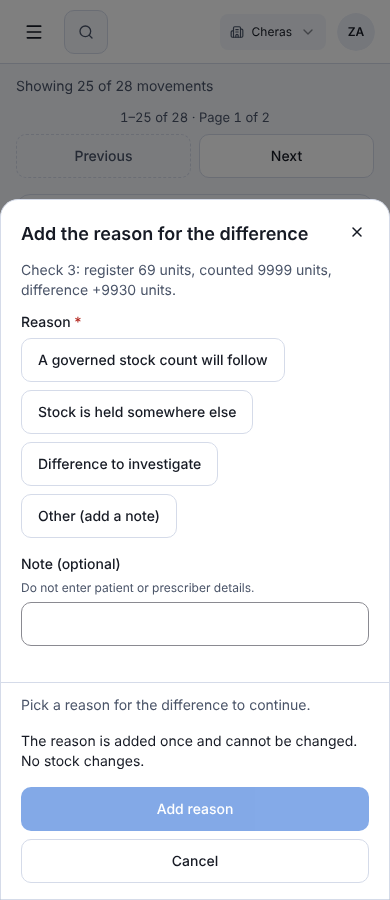 Cheras
ZA
Showing 25 of 28 movements
1–25 of 28 · Page 1 of 2
Previous
Next
Add the reason for the difference
Check 3: register 69 units, counted 9999 units,
difference +9930 units.
Reason *
A governed stock count will follow
Stock is held somewhere else
Difference to investigate
Other (add a note)
Note (optional)
Do not enter patient or prescriber details.
Pick a reason for the difference to continue.
The reason is added once and cannot be changed.
No stock changes.
Add reason
Cancel